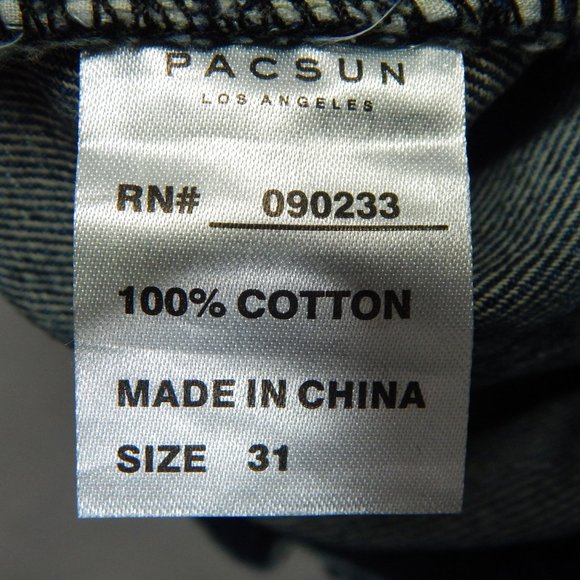 PACSUN
LOS ANGELES
RN# 090233
100% COTTON
MADE IN CHINA
SIZE 31